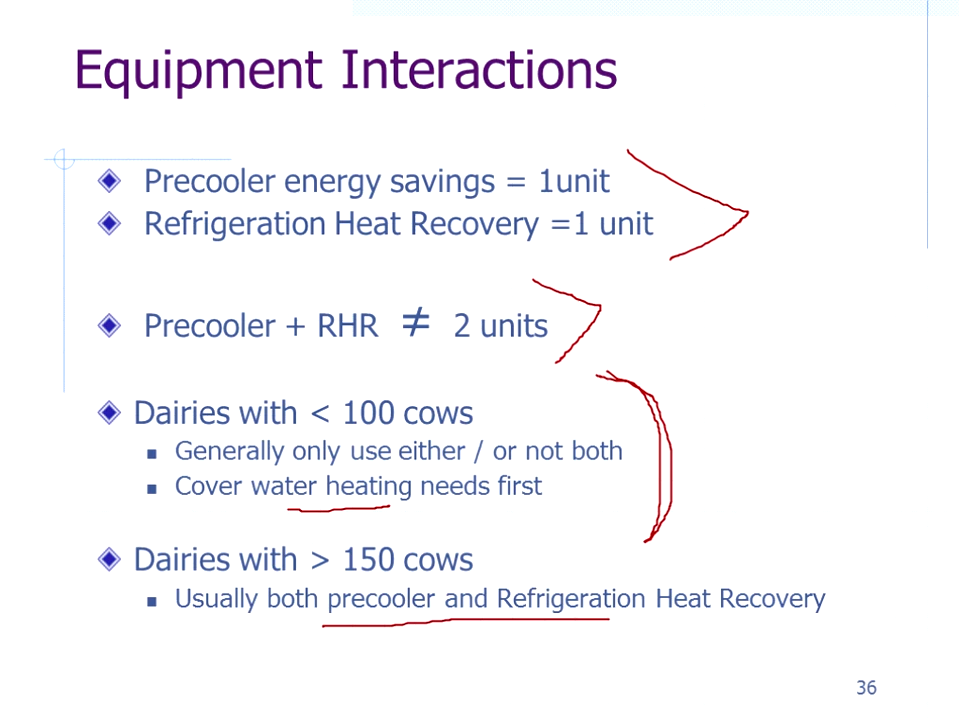 Equipment Interactions
Precooler energy savings = 1unit
Refrigeration Heat Recovery =1 unit
Precooler + RHR ≠ 2 units
Dairies with < 100 cows
Generally only use either / or not both
Cover water heating needs first
Dairies with > 150 cows
Usually both precooler and Refrigeration Heat Recovery
36